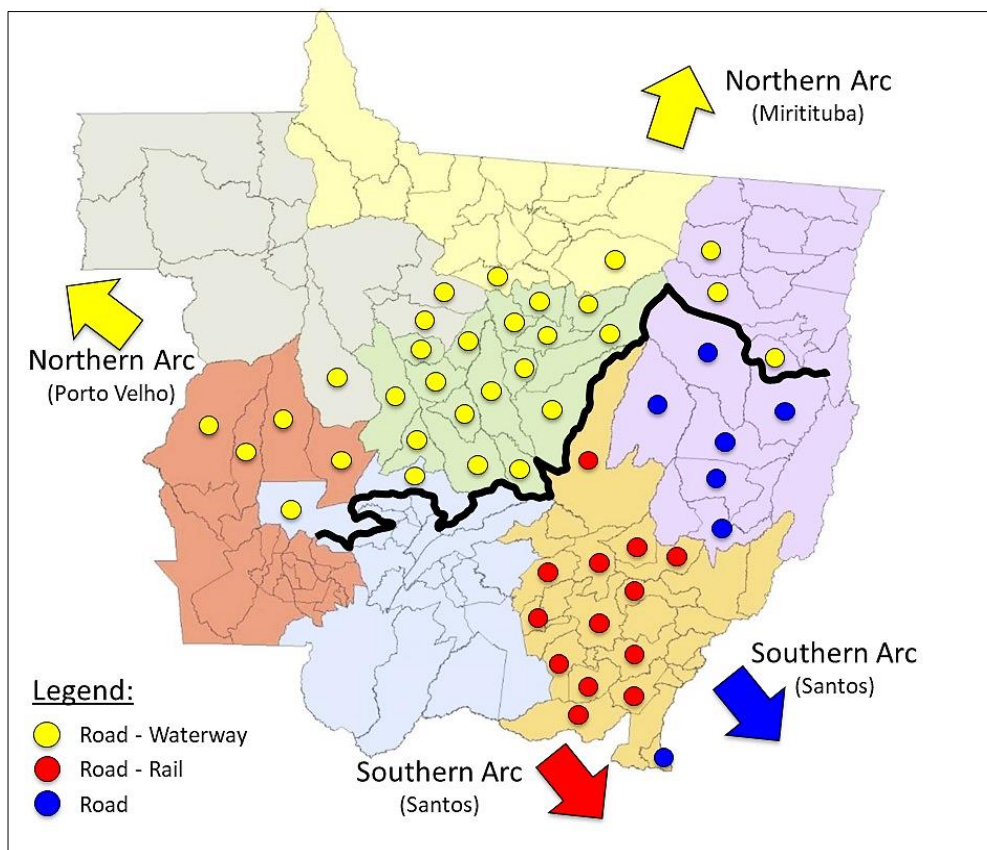 Northern Arc
(Miritituba)
Northern Arc
(Porto Velho)
Southern Arc
(Santos)
Legend:
Road - Waterway
Road - Rail
Road
Southern Arc
(Santos)